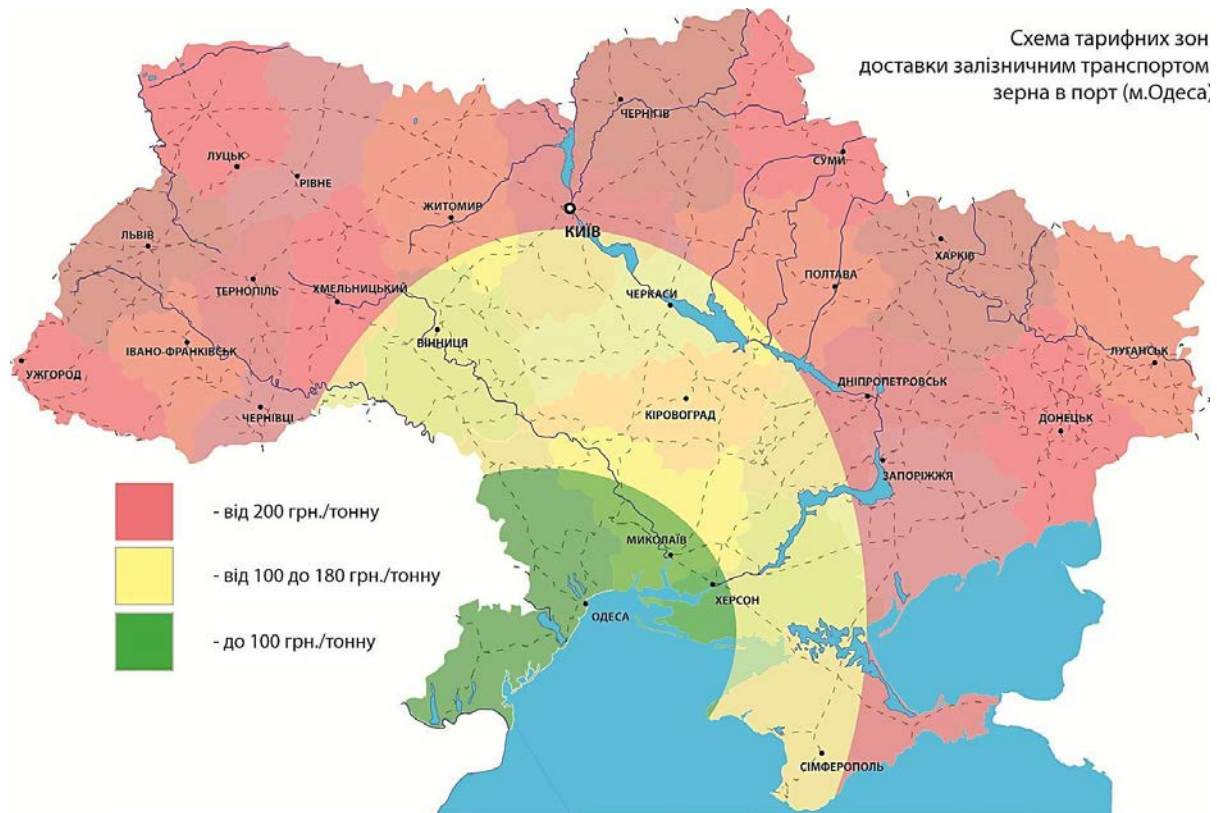 Схема тарифних зон
доставки залізничним транспортом
зерна в порт (м.Одеса)
ЧЕРНІГІВ
ЛУЦЬК
РІВНЕ
СУМИ
ЖИТОМИР
КИЇВ
ЛЬВІВ
ХАРКІВ
ТЕРНОПІЛЬ
ХМЕЛЬНИЦЬКИЙ
ПОЛТАВА
ЧЕРКАСИ
ВІННИЦЯ
ІВАНО-ФРАНКІВСЬК
ЛУГАНСЬК
УЖГОРОД
ДНІПРОПЕТРОВСЬК
ЧЕРНІВЦІ
КІРОВОГРАД
ДОНЕЦЬК
ЗАПОРІЖЖЯ
- від 200 грн./тонну
МИКОЛАЇВ
- від 100 до 180 грн./тонну
ХЕРСОН
ОДЕСА
- до 100 грн./тонну
СІМФЕРОПОЛЬ